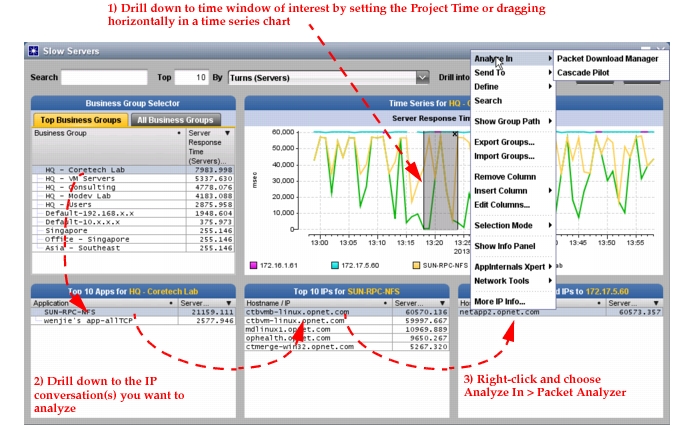 1) Drill down to time window of interest by setting the Project Time or dragging
horizontally in a time series chart
Slow Servers
Search
Top 10 By Turns (Servers)
Drill into
Business Group Selector
Top Business Groups
All Business Groups
Business Group
Server
Response
Time
(Servers)...
HQ - Coretech Lab 7983.998
HQ - VM Servers 5337.630
HQ - Consulting 4778.076
HQ - Modev Lab 4183.088
HQ - Users 2875.958
Default-192.168.x.x 1948.604
Default-10.x.x.x 375.973
Singapore 255.146
Office - Singapore 255.146
Asia - Southeast 255.146
Time Series for HQ -
Server Response Tim
msec
60,000
50,000
40,000
30,000
20,000
10,000
0
13:00 13:05 13:10 13:15 13:20 13:25 13:45 13:50 13:55
2013
172.16.1.61
172.17.5.60
SUN-RPC-NFS
ab
Analyze In
Send To
Define
Search
Show Group Path
Export Groups...
Import Groups...
Remove Column
Insert Column
Edit Columns...
Selection Mode
Show Info Panel
AppInternals Xpert
Network Tools
More IP Info...
Packet Download Manager
Cascade Pilot
Top 10 Apps for HQ - Coretech Lab
Application Server...
SUN-RPC-NFS 21159.111
wenjie's app-allTCP 2577.946
Top 10 IPs for SUN-RPC-NFS
Hostname / IP Server...
ctbvmb-linux.opnet.com 60570.136
ctbvm-linux.opnet.com 59997.667
mdlinux1.opnet.com 10969.889
ophealth.opnet.com 9650.267
ctmerge-win32.opnet.com 5267.320
d IPs to 172.17.5.60
Server...
netapp2.opnet.com 60573.357
2) Drill down to the IP
conversation(s) you want to
analyze
3) Right-click and choose
Analyze In > Packet Analyzer